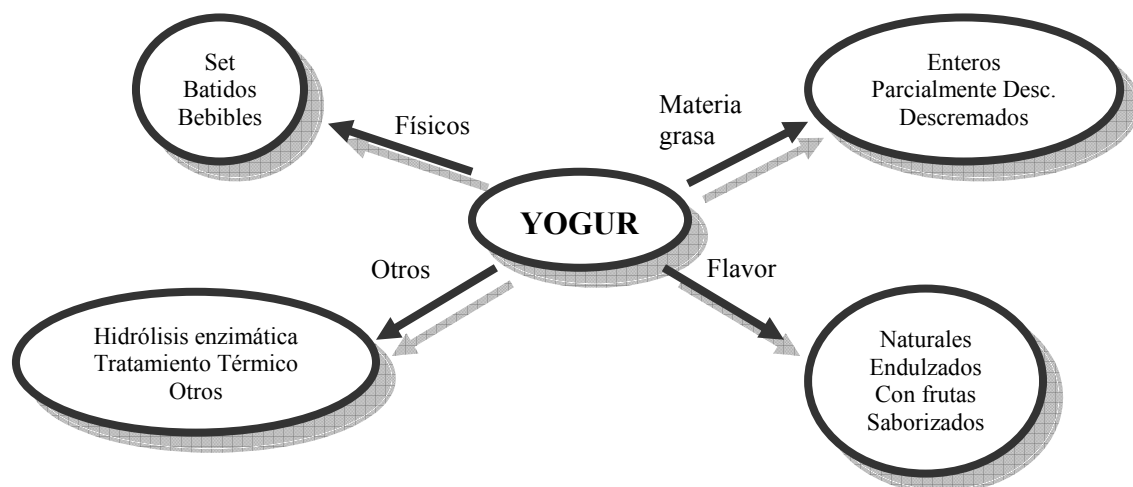 Set
Batidos
Bebibles
Físicos
Materia
grasa
Enteros
Parcialmente Desc.
Descremados
YOGUR
Otros
Flavor
Hidrólisis enzimática
Tratamiento Térmico
Otros
Naturales
Endulzados
Con frutas
Saborizados